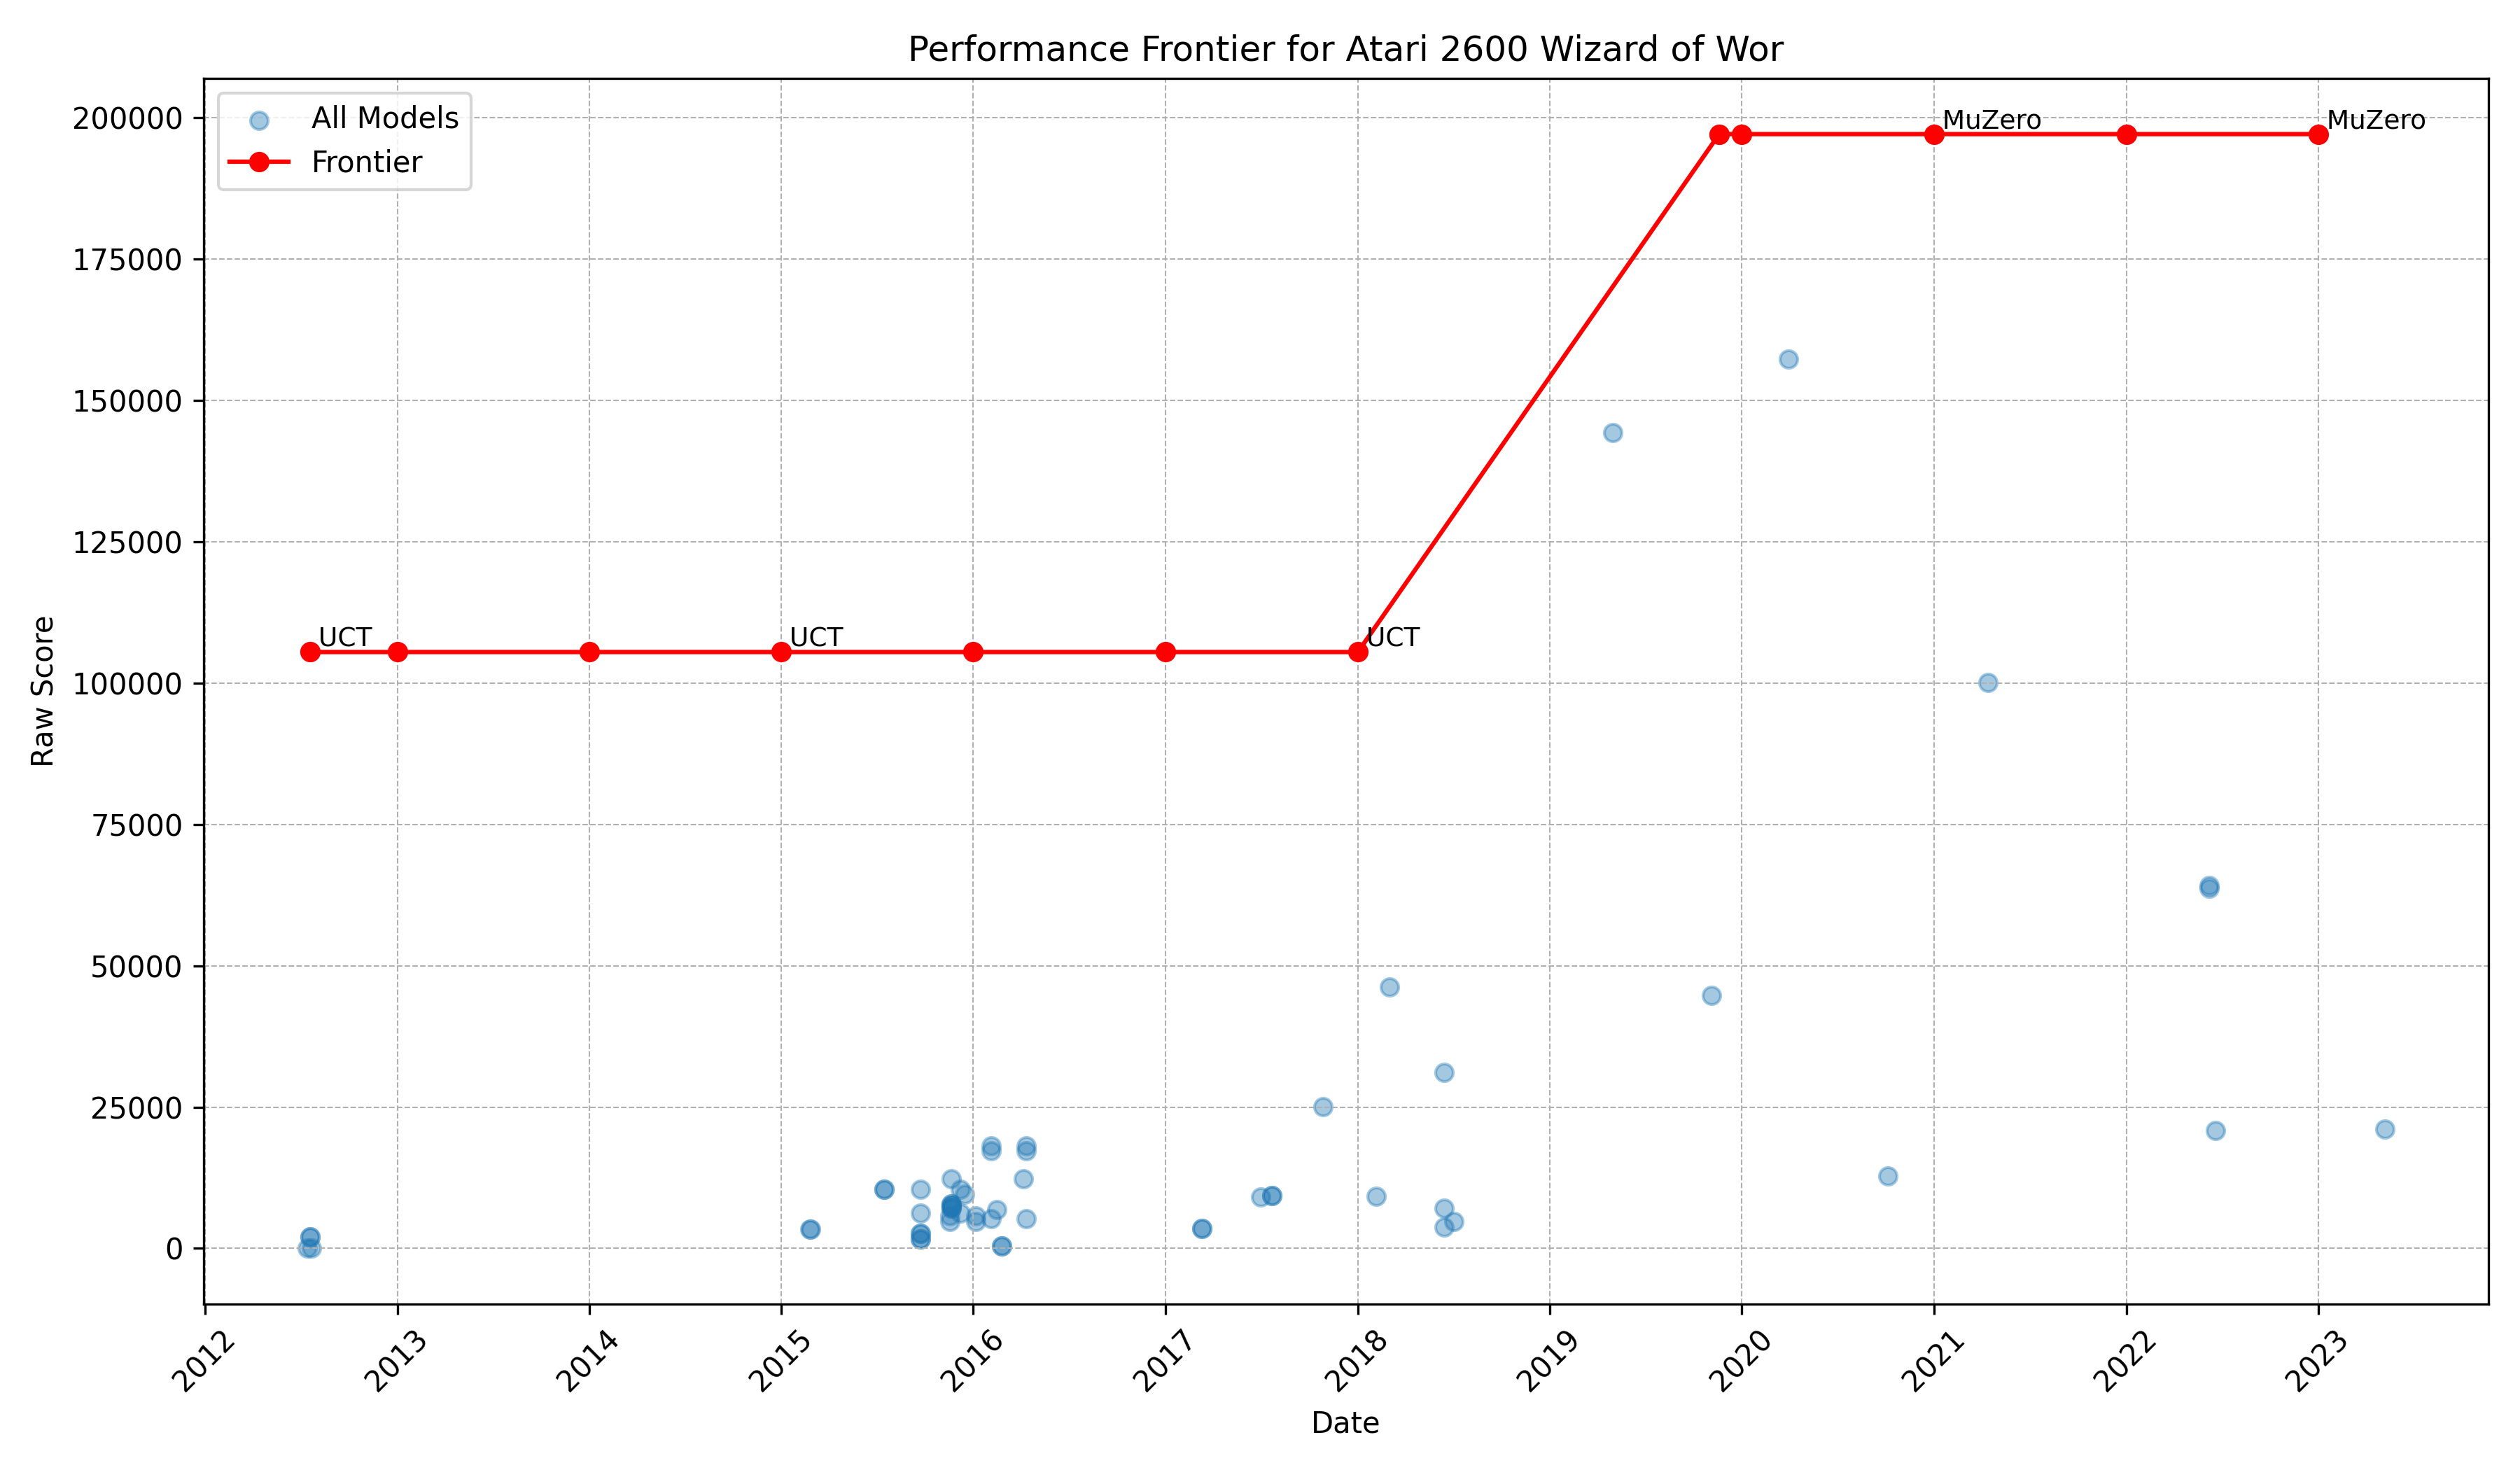 Performance Frontier for Atari 2600 Wizard of Wor
All Models
Frontier
Raw Score
200000
175000
150000
125000
100000
75000
50000
25000
0
UCT
UCT
UCT
MuZero
MuZero
2012
2013
2014
2015
2016
2017
2018
2019
2020
2021
2022
2023
Date